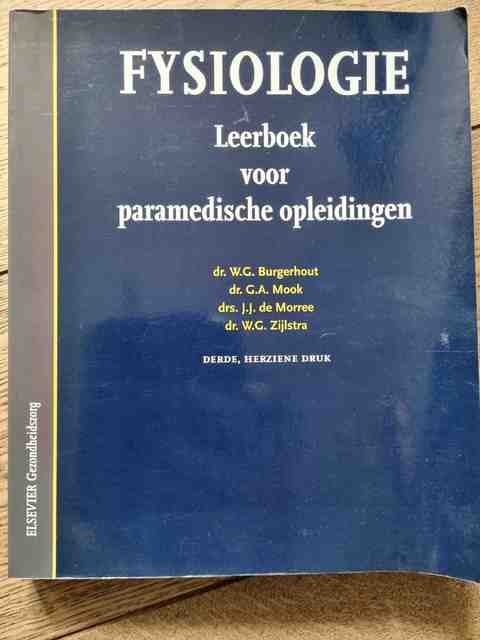 FYSIOLOGIE
Leerboek
voor
paramedische opleidingen
dr. W.G. Burgerhout
dr. G.A. Mook
drs. J.J. de Morree
dr. W.G. Zijlstra
DERDE, HERZIENE DRUK
ELSEVIER Gezondheidszorg